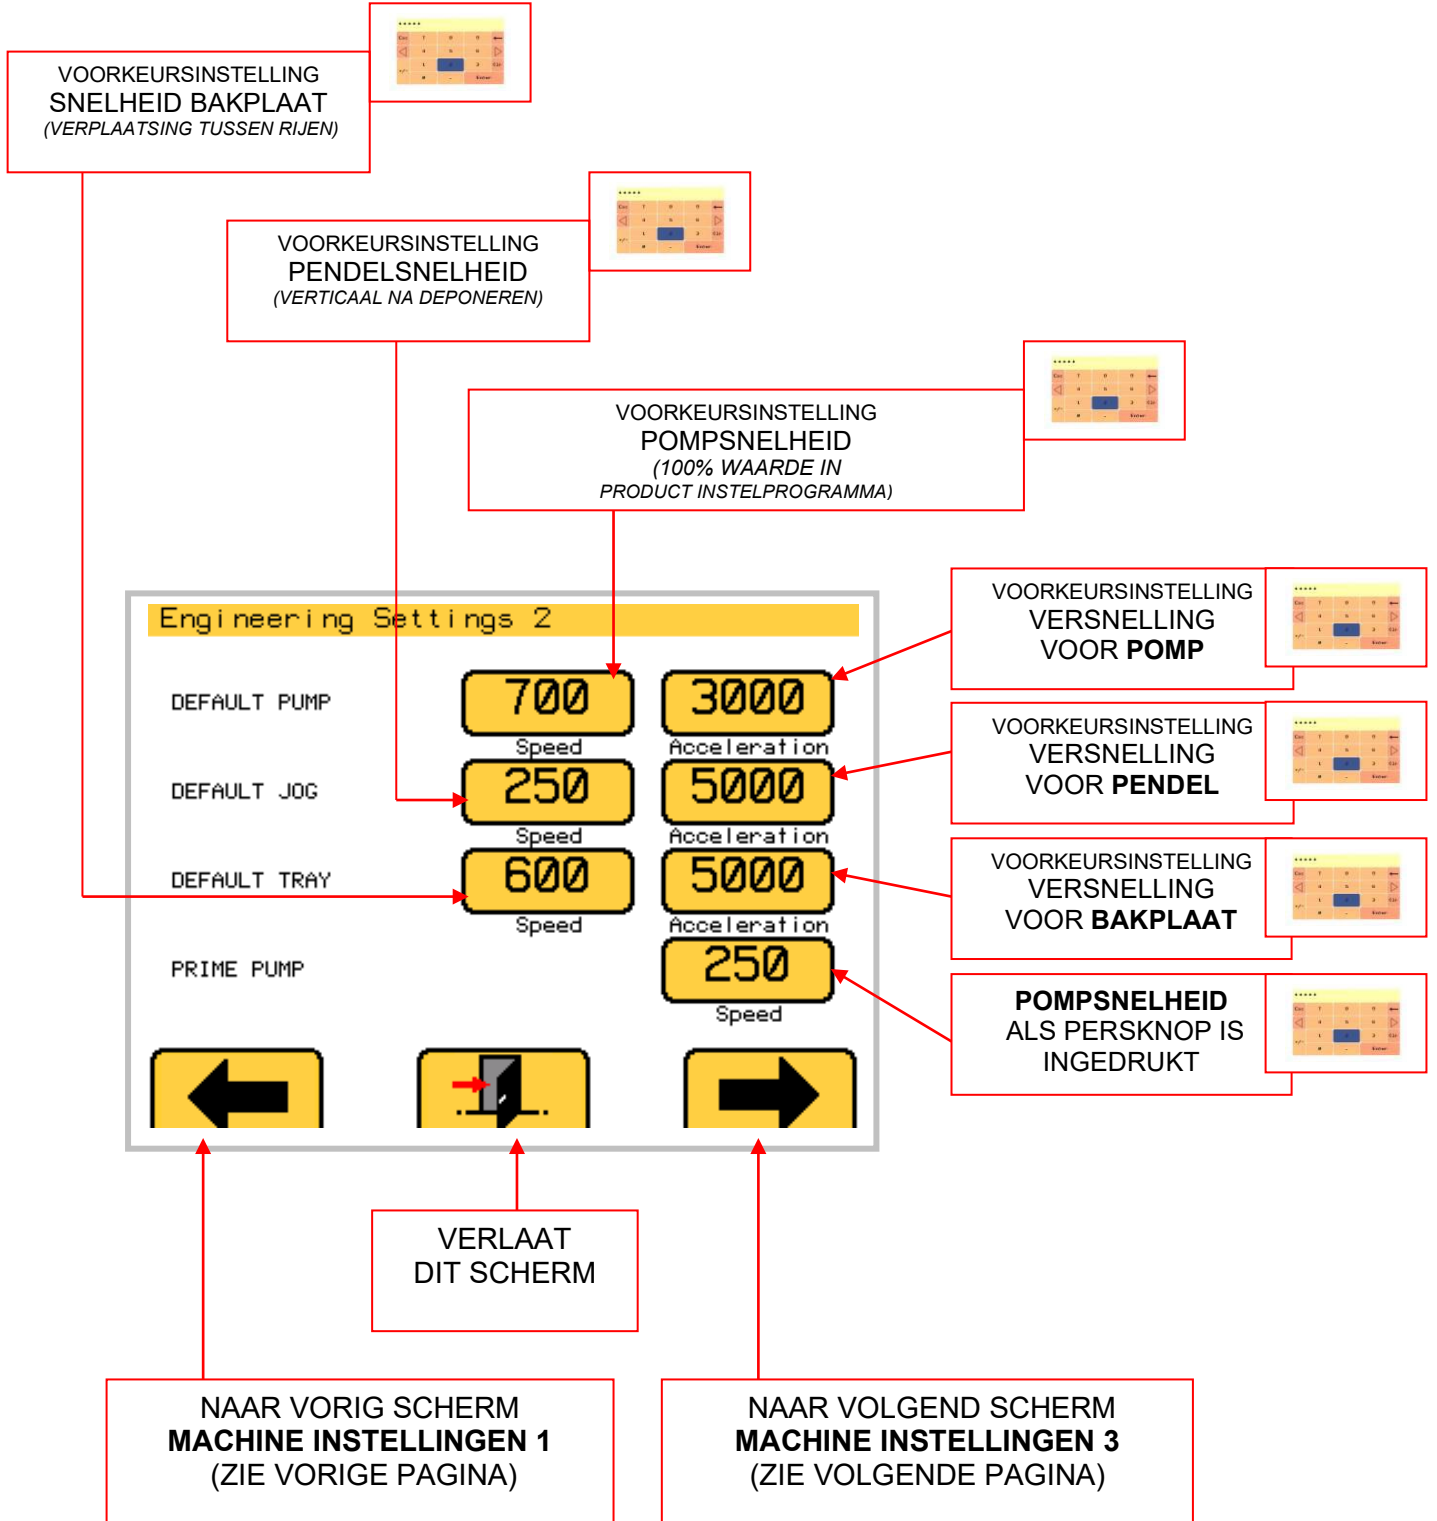 VOORKEURSINSTELLING
SNELHEID BAKPLAAT
(VERPLAATSING TUSSEN RIJEN)
VOORKEURSINSTELLING
PENDELSNELHEID
(VERTICAAL NA DEPONEREN)
VOORKEURSINSTELLING
POMPSNELHEID
(100% WAARDE IN
PRODUCT INSTELPROGRAMMA)
Engineering Settings 2
DEFAULT PUMP
700
Speed
3000
Acceleration
DEFAULT JOG
250
Speed
5000
Acceleration
DEFAULT TRAY
600
Speed
5000
Acceleration
PRIME PUMP
250
Speed
VOORKEURSINSTELLING
VERSNELLING
VOOR POMP
VOORKEURSINSTELLING
VERSNELLING
VOOR PENDEL
VOORKEURSINSTELLING
VERSNELLING
VOOR BAKPLAAT
POMPSNELHEID
ALS PERSKNOP IS
INGEDRUKT
VERLAAT
DIT SCHERM
NAAR VORIG SCHERM
MACHINE INSTELLINGEN 1
(ZIE VORIGE PAGINA)
NAAR VOLGEND SCHERM
MACHINE INSTELLINGEN 3
(ZIE VOLGENDE PAGINA)